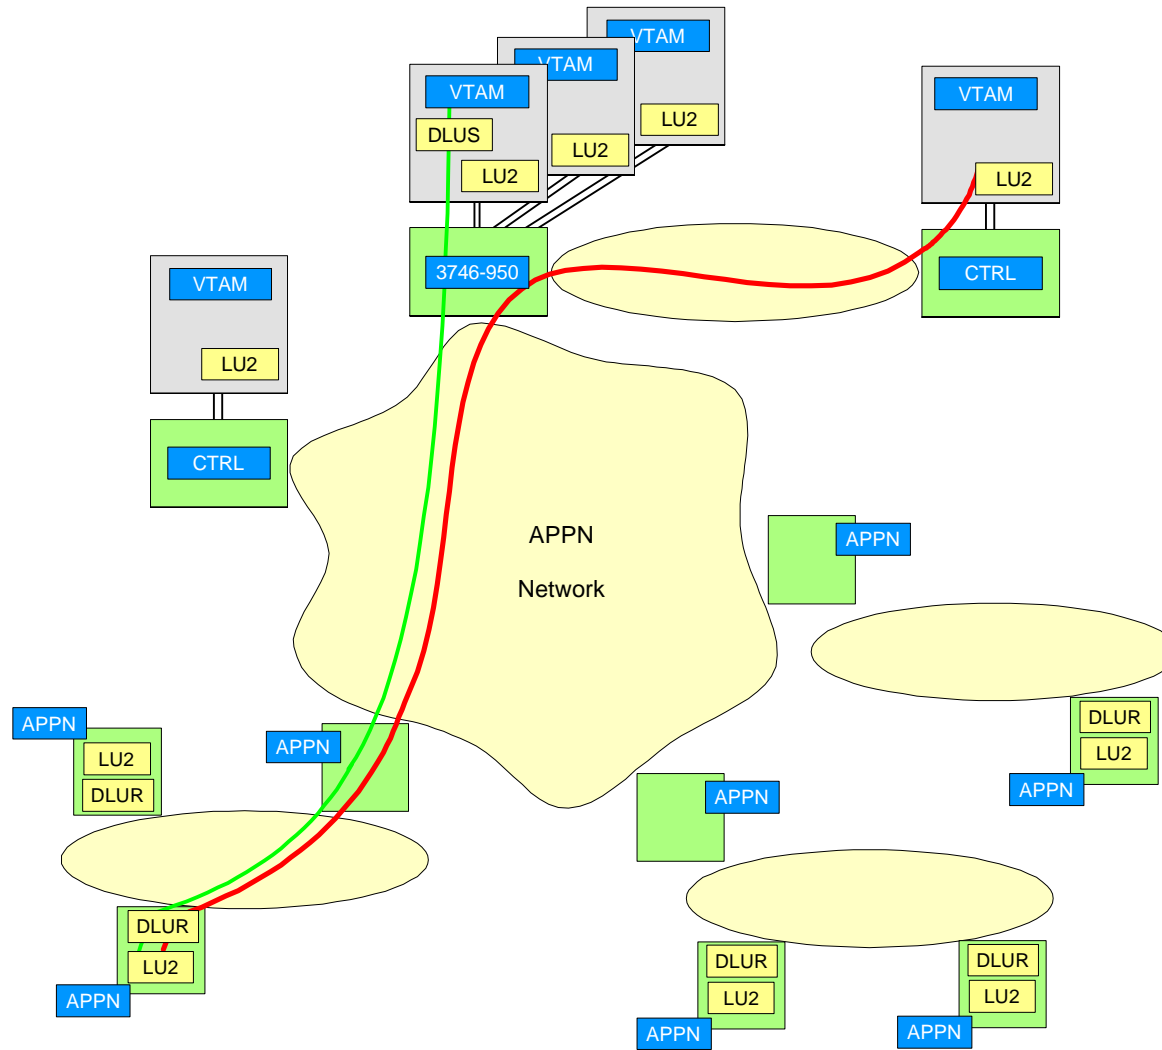 VTAM
VTAM
VTAM
DLUS
LU2
LU2
LU2
VTAM
LU2
3746-950
CTRL
VTAM
LU2
CTRL
APPN
Network
APPN
APPN
LU2
DLUR
APPN
DLUR
LU2
APPN
APPN
DLUR
LU2
APPN
DLUR
LU2
APPN
DLUR
LU2
APPN